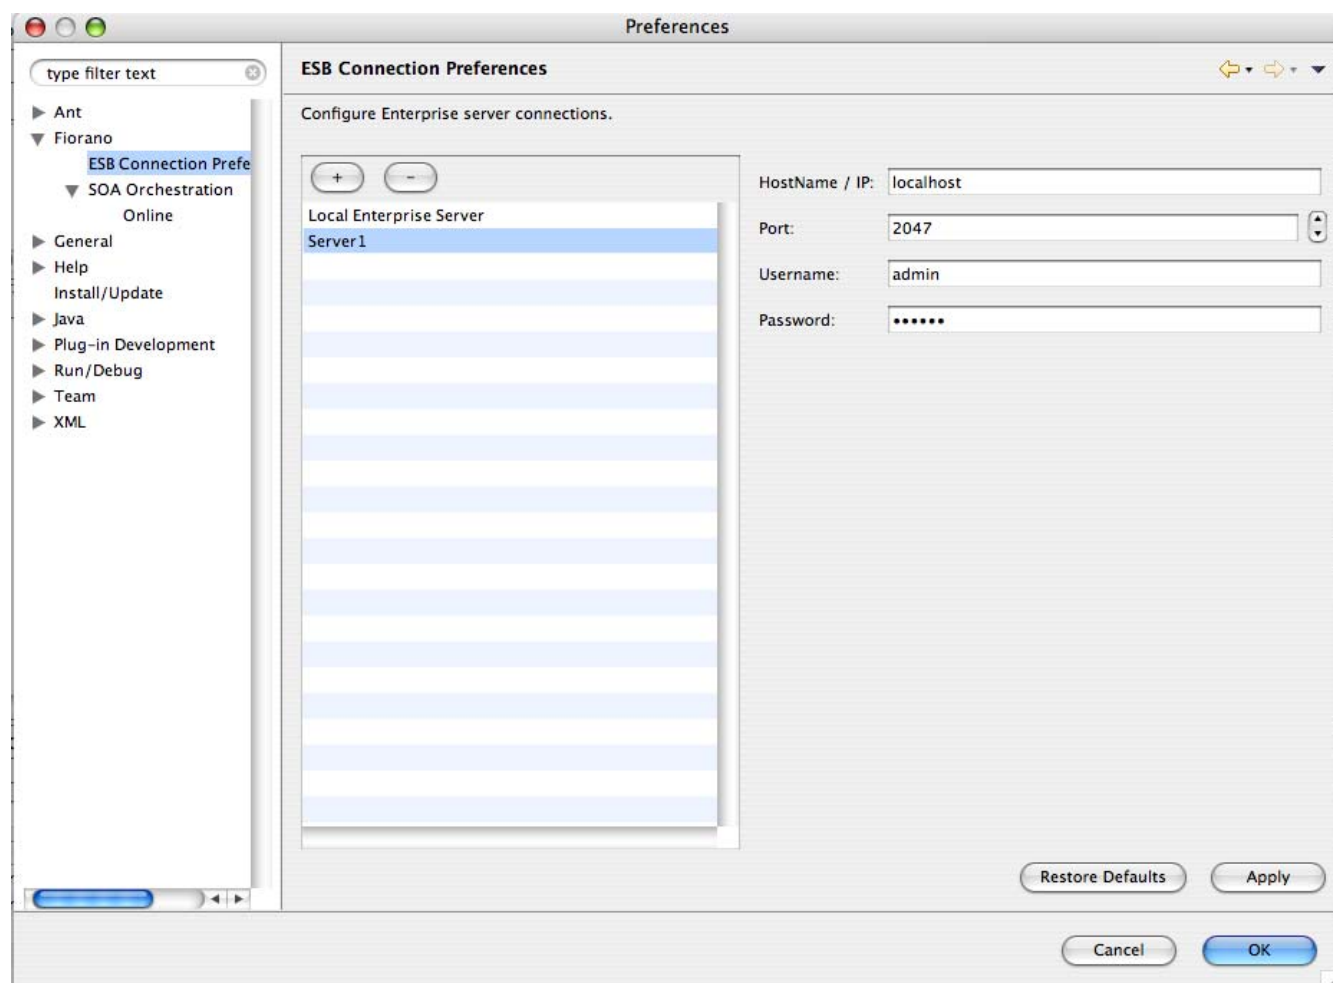 Preferences
type filter text
Ant
Fiorano
ESB Connection Prefe
SOA Orchestration
Online
General
Help
Install/Update
Java
Plug-in Development
Run/Debug
Team
XML
ESB Connection Preferences
Configure Enterprise server connections.
+ -
Local Enterprise Server
Server1
HostName / IP: localhost
Port: 2047
Username: admin
Password: ••••••
Restore Defaults Apply
Cancel OK